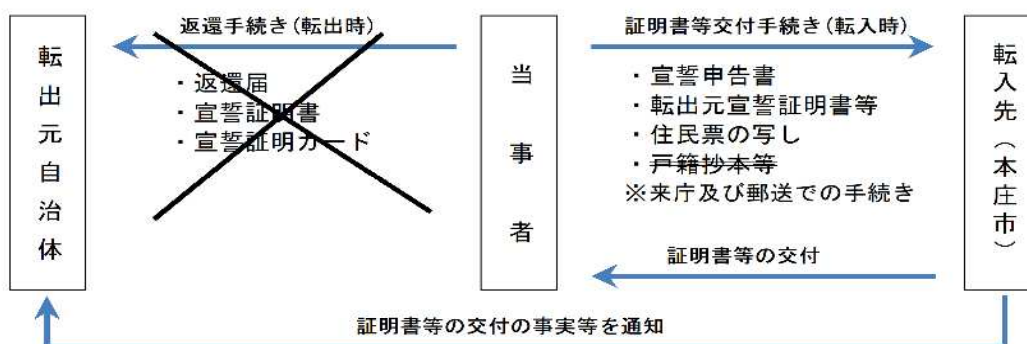 転出元自治体
返還手続き(転出時)
・返還届
・宣誓証明書
・宣誓証明カード
当事者
証明書等交付手続き(転入時)
・宣誓申告書
・転出元宣誓証明書等
・住民票の写し
・戸籍抄本等
※来庁及び郵送での手続き
証明書等の交付
転入先(本庄市)
証明書等の交付の事実等を通知